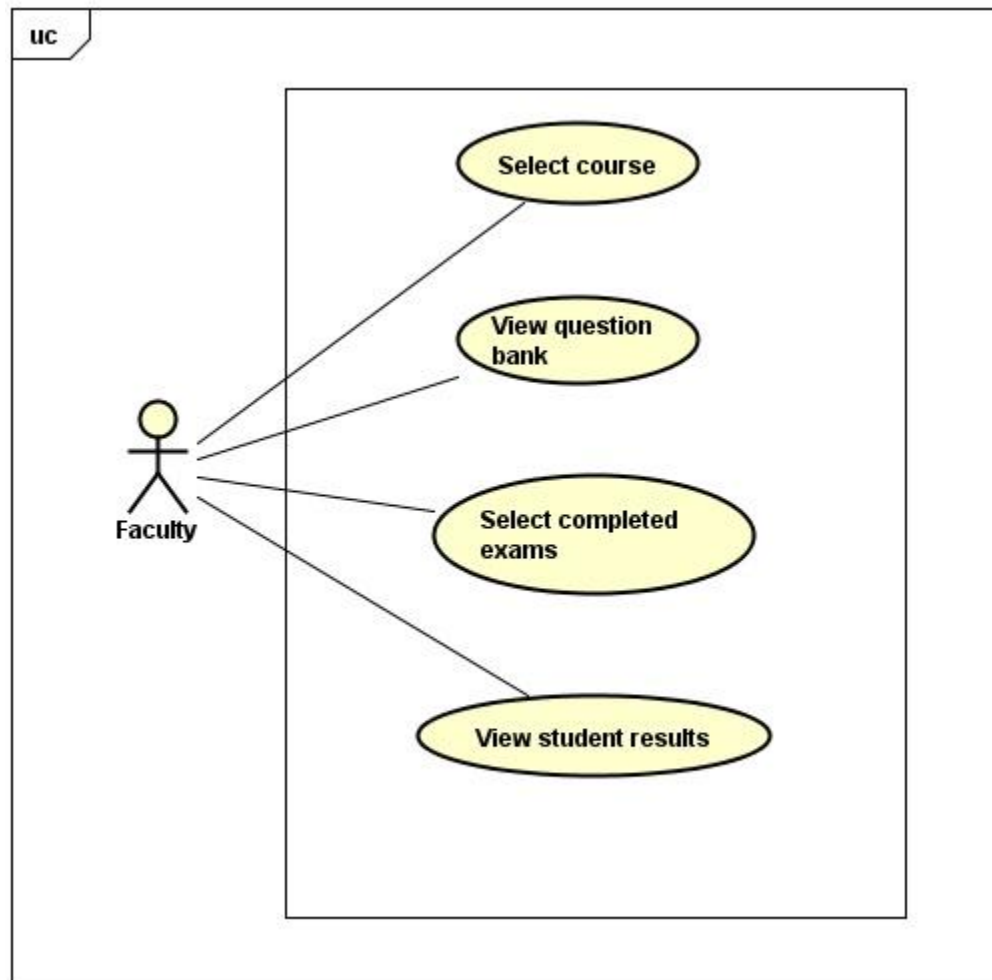 uc
Select course
View question
bank
Select completed
exams
Faculty
View student results